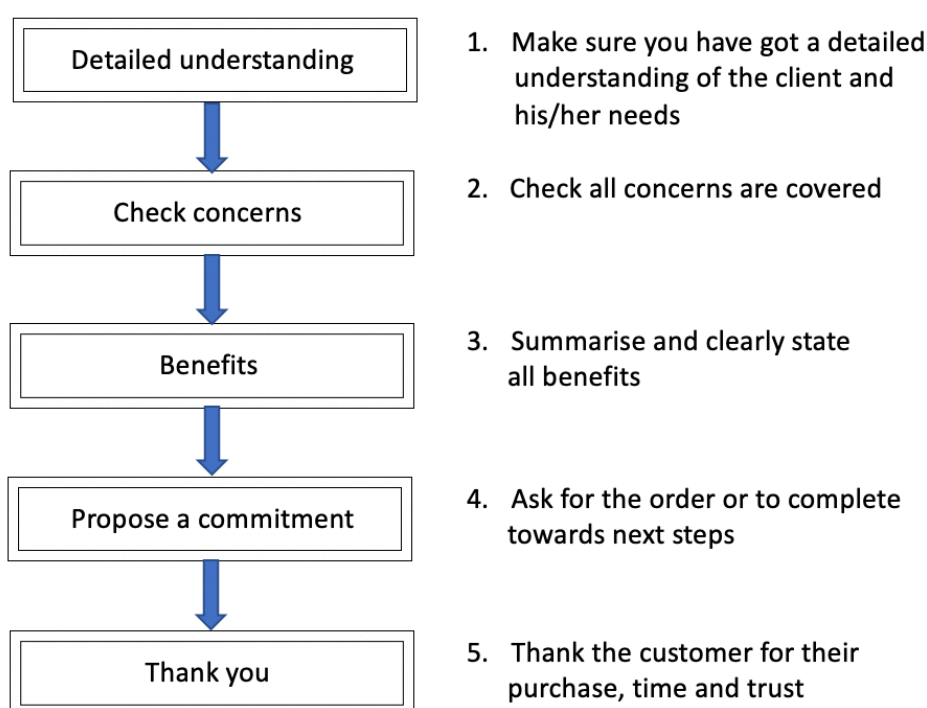 Detailed understanding
1. Make sure you have got a detailed
understanding of the client and
his/her needs
Check concerns
2. Check all concerns are covered
Benefits
3. Summarise and clearly state
all benefits
Propose a commitment
4. Ask for the order or to complete
towards next steps
Thank you
5. Thank the customer for their
purchase, time and trust